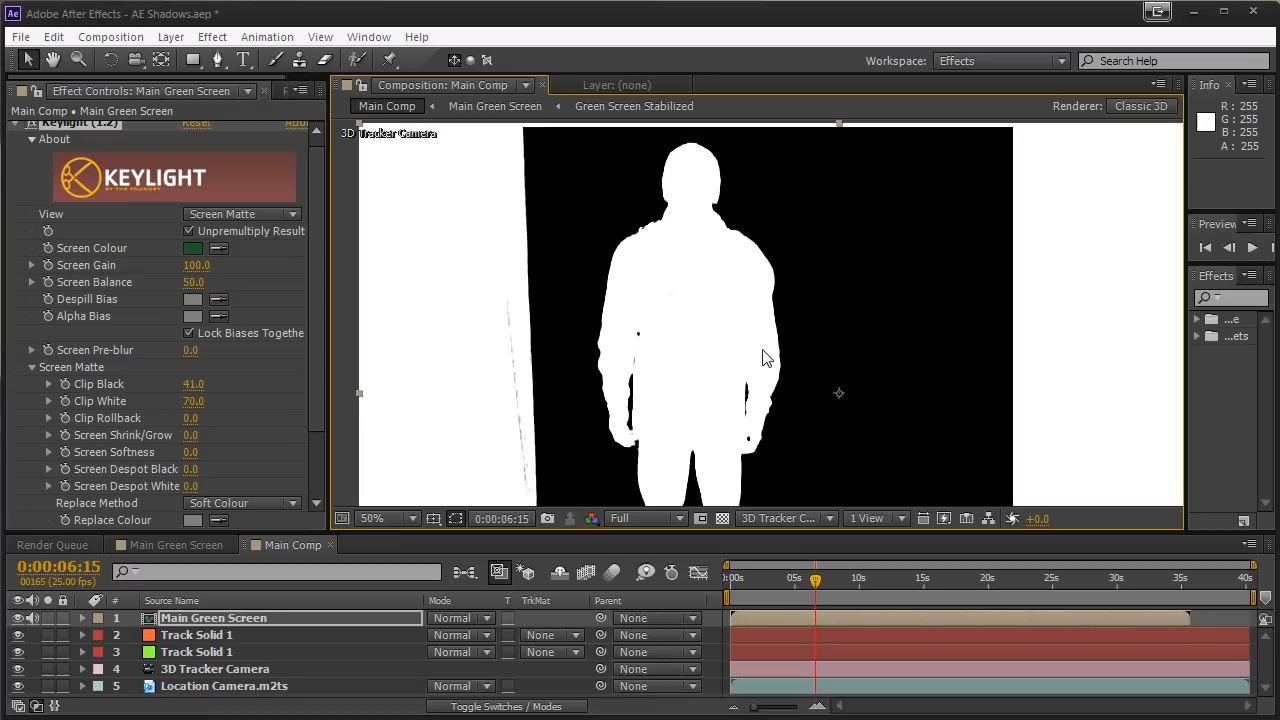 Adobe After Effects - AE Shadows.aep *
File Edit Composition Layer Effect Animation View Window Help
Workspace: Effects Search Help
Effect Controls: Main Green Screen
Composition: Main Comp Layer: (none)
Info
Main Comp • Main Green Screen
Main Comp Main Green Screen Green Screen Stabilized Renderer: Classic 3D
Keylight (1.2) Reset
3D Tracker Camera
R: 255
G: 255
B: 255
A: 255
About
KEYLIGHT
BY THE FOUNDRY
View Screen Matte
Unpremultiply Result
Screen Colour
Screen Gain 100.0
Screen Balance 50.0
Despill Bias
Alpha Bias
Lock Biases Togethe
Screen Pre-blur 0.0
Screen Matte
Clip Black 41.0
Clip White 70.0
Clip Rollback 0.0
Screen Shrink/Grow 0.0
Screen Softness 0.0
Screen Despot Black 0.0
Screen Despot White 0.0
Replace Method Soft Colour
Replace Colour
Preview
Effects
...e
...ets
50% 0:00:06:15 Full 3D Tracker C... 1 View +0.0
Render Queue Main Green Screen Main Comp
0:00:06:15
00165 (25.00 fps)
:00s 05s 10s 15s 20s 25s 30s 35s 40s
# Source Name Mode T TrkMat Parent
1 Main Green Screen Normal None
2 Track Solid 1 Normal None None
3 Track Solid 1 Normal None None
4 3D Tracker Camera None
5 Location Camera.m2ts Normal None
Toggle Switches / Modes